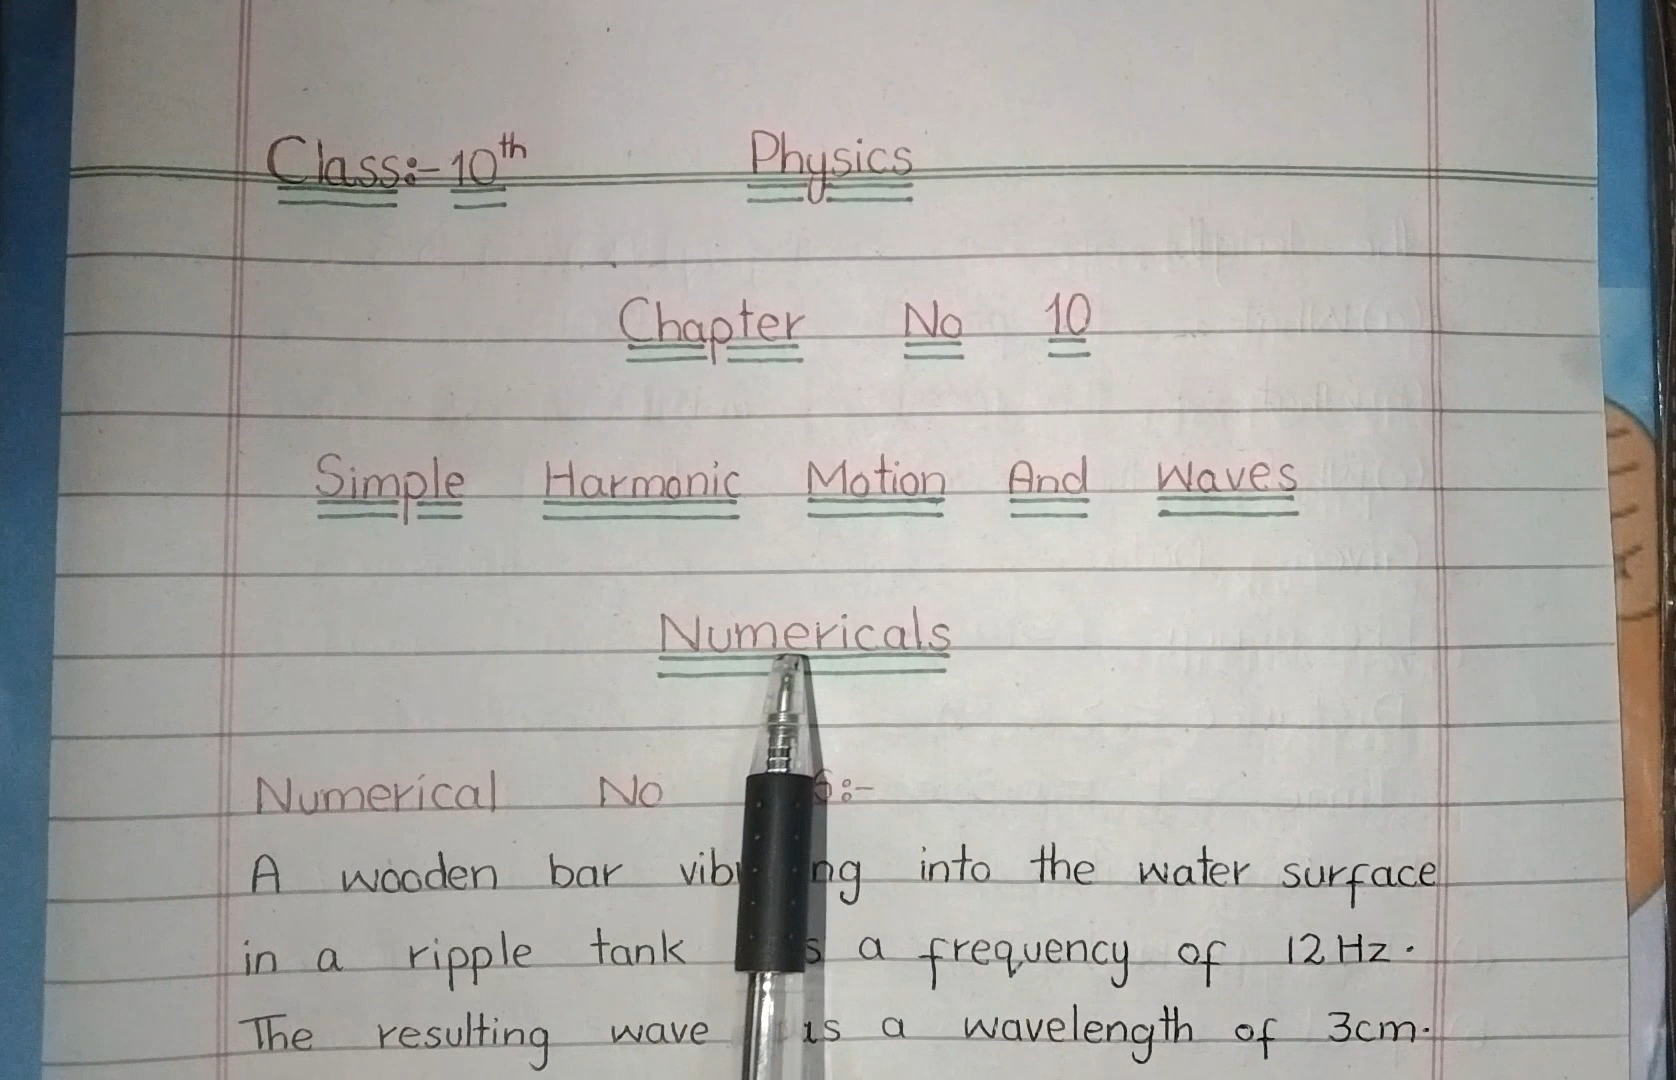 Class:- 10th Physics
Chapter No 10
Simple Harmonic Motion And Waves
Numericals
Numerical No
A wooden bar into the water surface
in a ripple tank a frequency of 12 Hz.
The resulting wave a wavelength of 3cm.